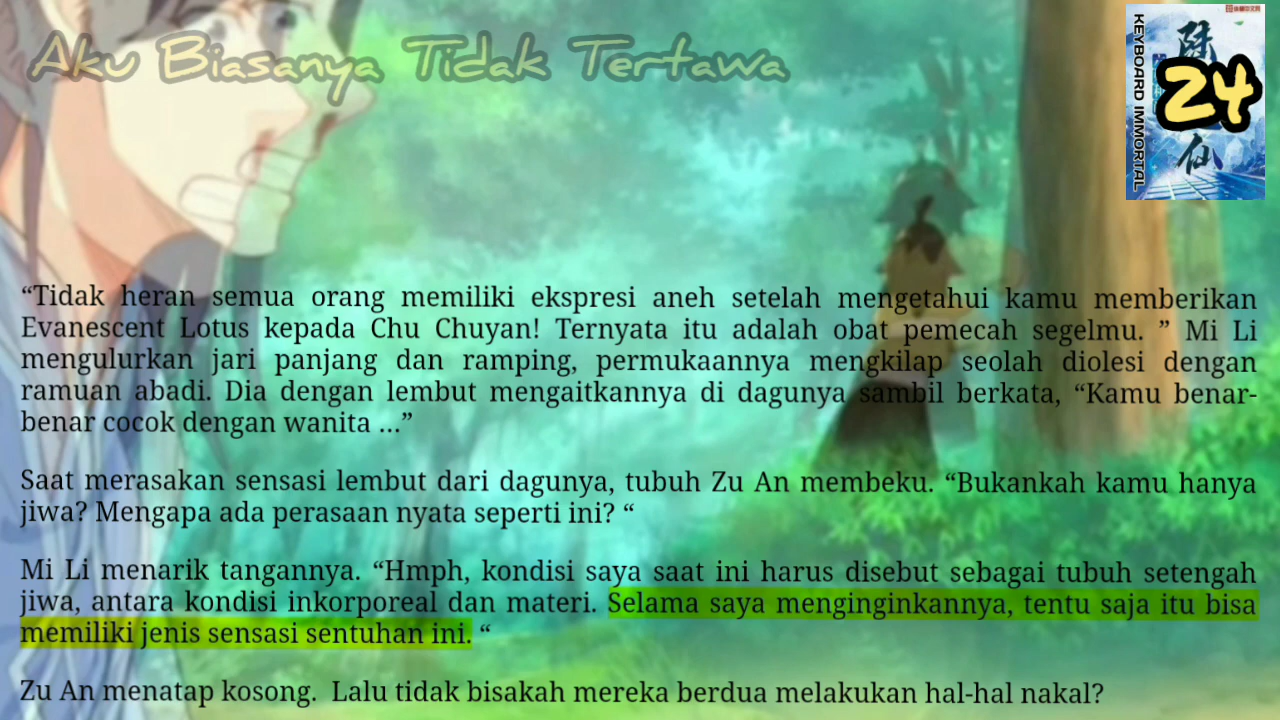 Aku Biasanya Tidak Tertawa
KEYBOARD IMMORTAL
陆
24
仙
“Tidak heran semua orang memiliki ekspresi aneh setelah mengetahui kamu memberikan
Evanescent Lotus kepada Chu Chuyan! Ternyata itu adalah obat pemecah segelmu. ” Mi Li
mengulurkan jari panjang dan ramping, permukaannya mengkilap seolah diolesi dengan
ramuan abadi. Dia dengan lembut mengaitkannya di dagunya sambil berkata, “Kamu benar-
benar cocok dengan wanita ...”
Saat merasakan sensasi lembut dari dagunya, tubuh Zu An membeku. “Bukankah kamu hanya
jiwa? Mengapa ada perasaan nyata seperti ini? “
Mi Li menarik tangannya. “Hmph, kondisi saya saat ini harus disebut sebagai tubuh setengah
jiwa, antara kondisi inkorporeal dan materi. Selama saya menginginkannya, tentu saja itu bisa
memiliki jenis sensasi sentuhan ini. “
Zu An menatap kosong.  Lalu tidak bisakah mereka berdua melakukan hal-hal nakal?